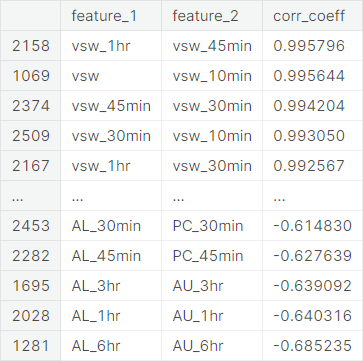 feature_1 feature_2 corr_coeff
2158 vsw_1hr vsw_45min 0.995796
1069 vsw vsw_10min 0.995644
2374 vsw_45min vsw_30min 0.994204
2509 vsw_30min vsw_10min 0.993050
2167 vsw_1hr vsw_30min 0.992567
... ... ... ...
2453 AL_30min PC_30min -0.614830
2282 AL_45min PC_45min -0.627639
1695 AL_3hr AU_3hr -0.639092
2028 AL_1hr AU_1hr -0.640316
1281 AL_6hr AU_6hr -0.685235